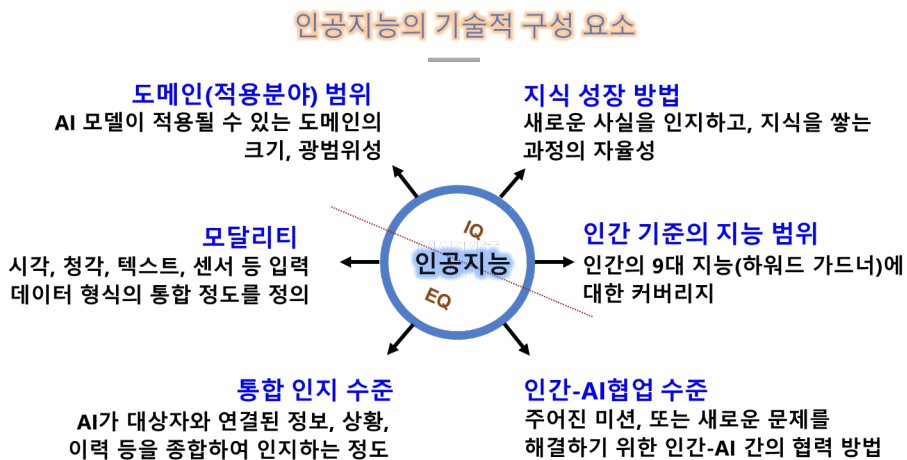 인공지능의 기술적 구성 요소
도메인(적용분야) 범위
AI 모델이 적용될 수 있는 도메인의
크기, 광범위성
지식 성장 방법
새로운 사실을 인지하고, 지식을 쌓는
과정의 자율성
모달리티
시각, 청각, 텍스트, 센서 등 입력
데이터 형식의 통합 정도를 정의
IQ
인공지능
EQ
인간 기준의 지능 범위
인간의 9대 지능(하워드 가드너)에
대한 커버리지
통합 인지 수준
AI가 대상자와 연결된 정보, 상황,
이력 등을 종합하여 인지하는 정도
인간-AI협업 수준
주어진 미션, 또는 새로운 문제를
해결하기 위한 인간-AI 간의 협력 방법